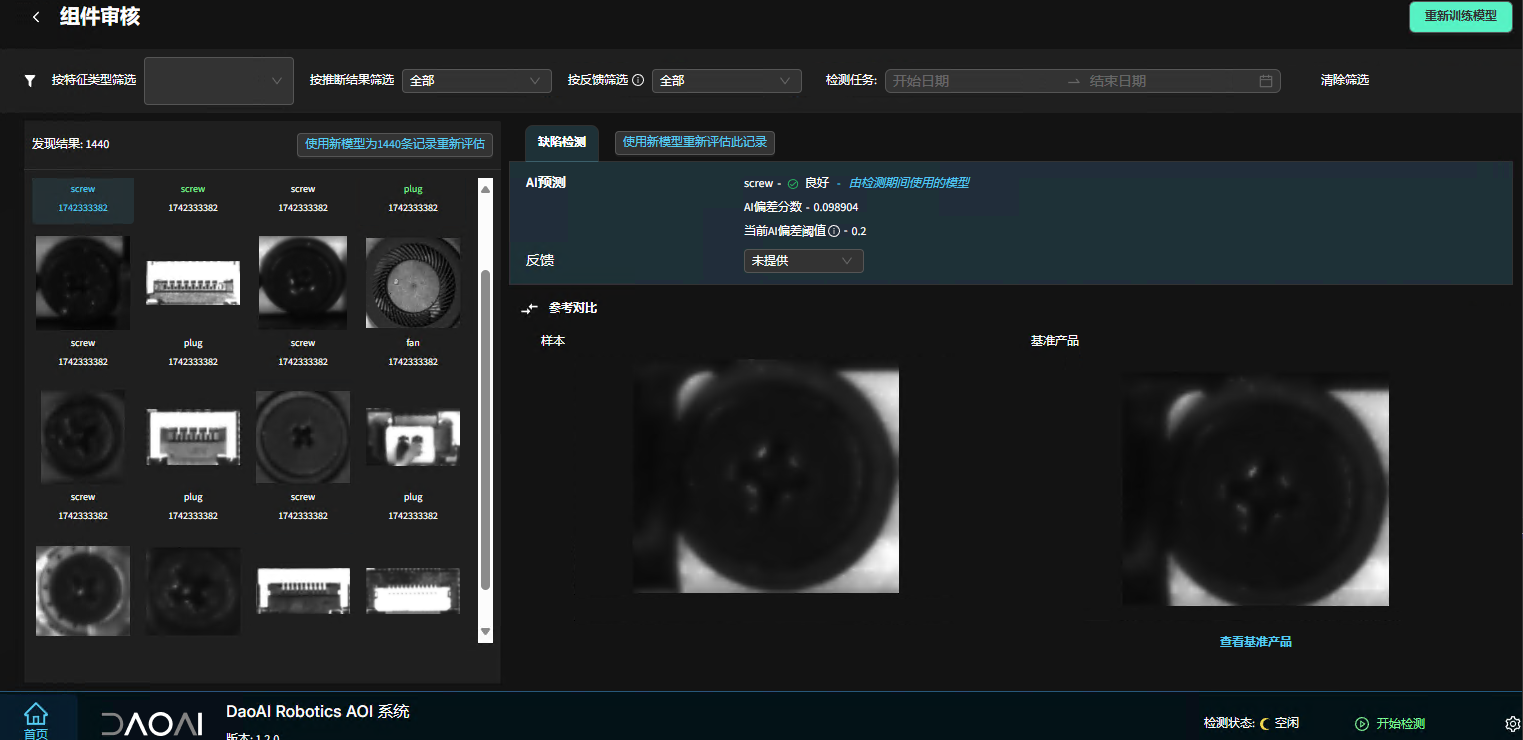 组件审核
重新训练模型
按特征类型筛选
按推断结果筛选 全部
按反馈筛选 全部
检测任务: 开始日期 → 结束日期
清除筛选
发现结果: 1440
使用新模型为1440条记录重新评估
screw screw screw plug
1742333382 1742333382 1742333382 1742333382
screw plug screw fan
1742333382 1742333382 1742333382 1742333382
screw plug screw plug
1742333382 1742333382 1742333382 1742333382
缺陷检测
使用新模型重新评估此记录
AI预测
screw - 良好 - 由检测期间使用的模型
AI偏差分数 - 0.098904
当前AI偏差阈值 - 0.2
反馈
未提供
参考对比
样本
基准产品
查看基准产品
首页
DAOAI
DaoAI Robotics AOI 系统
版本: 1.2.0
检测状态: 空闲
开始检测